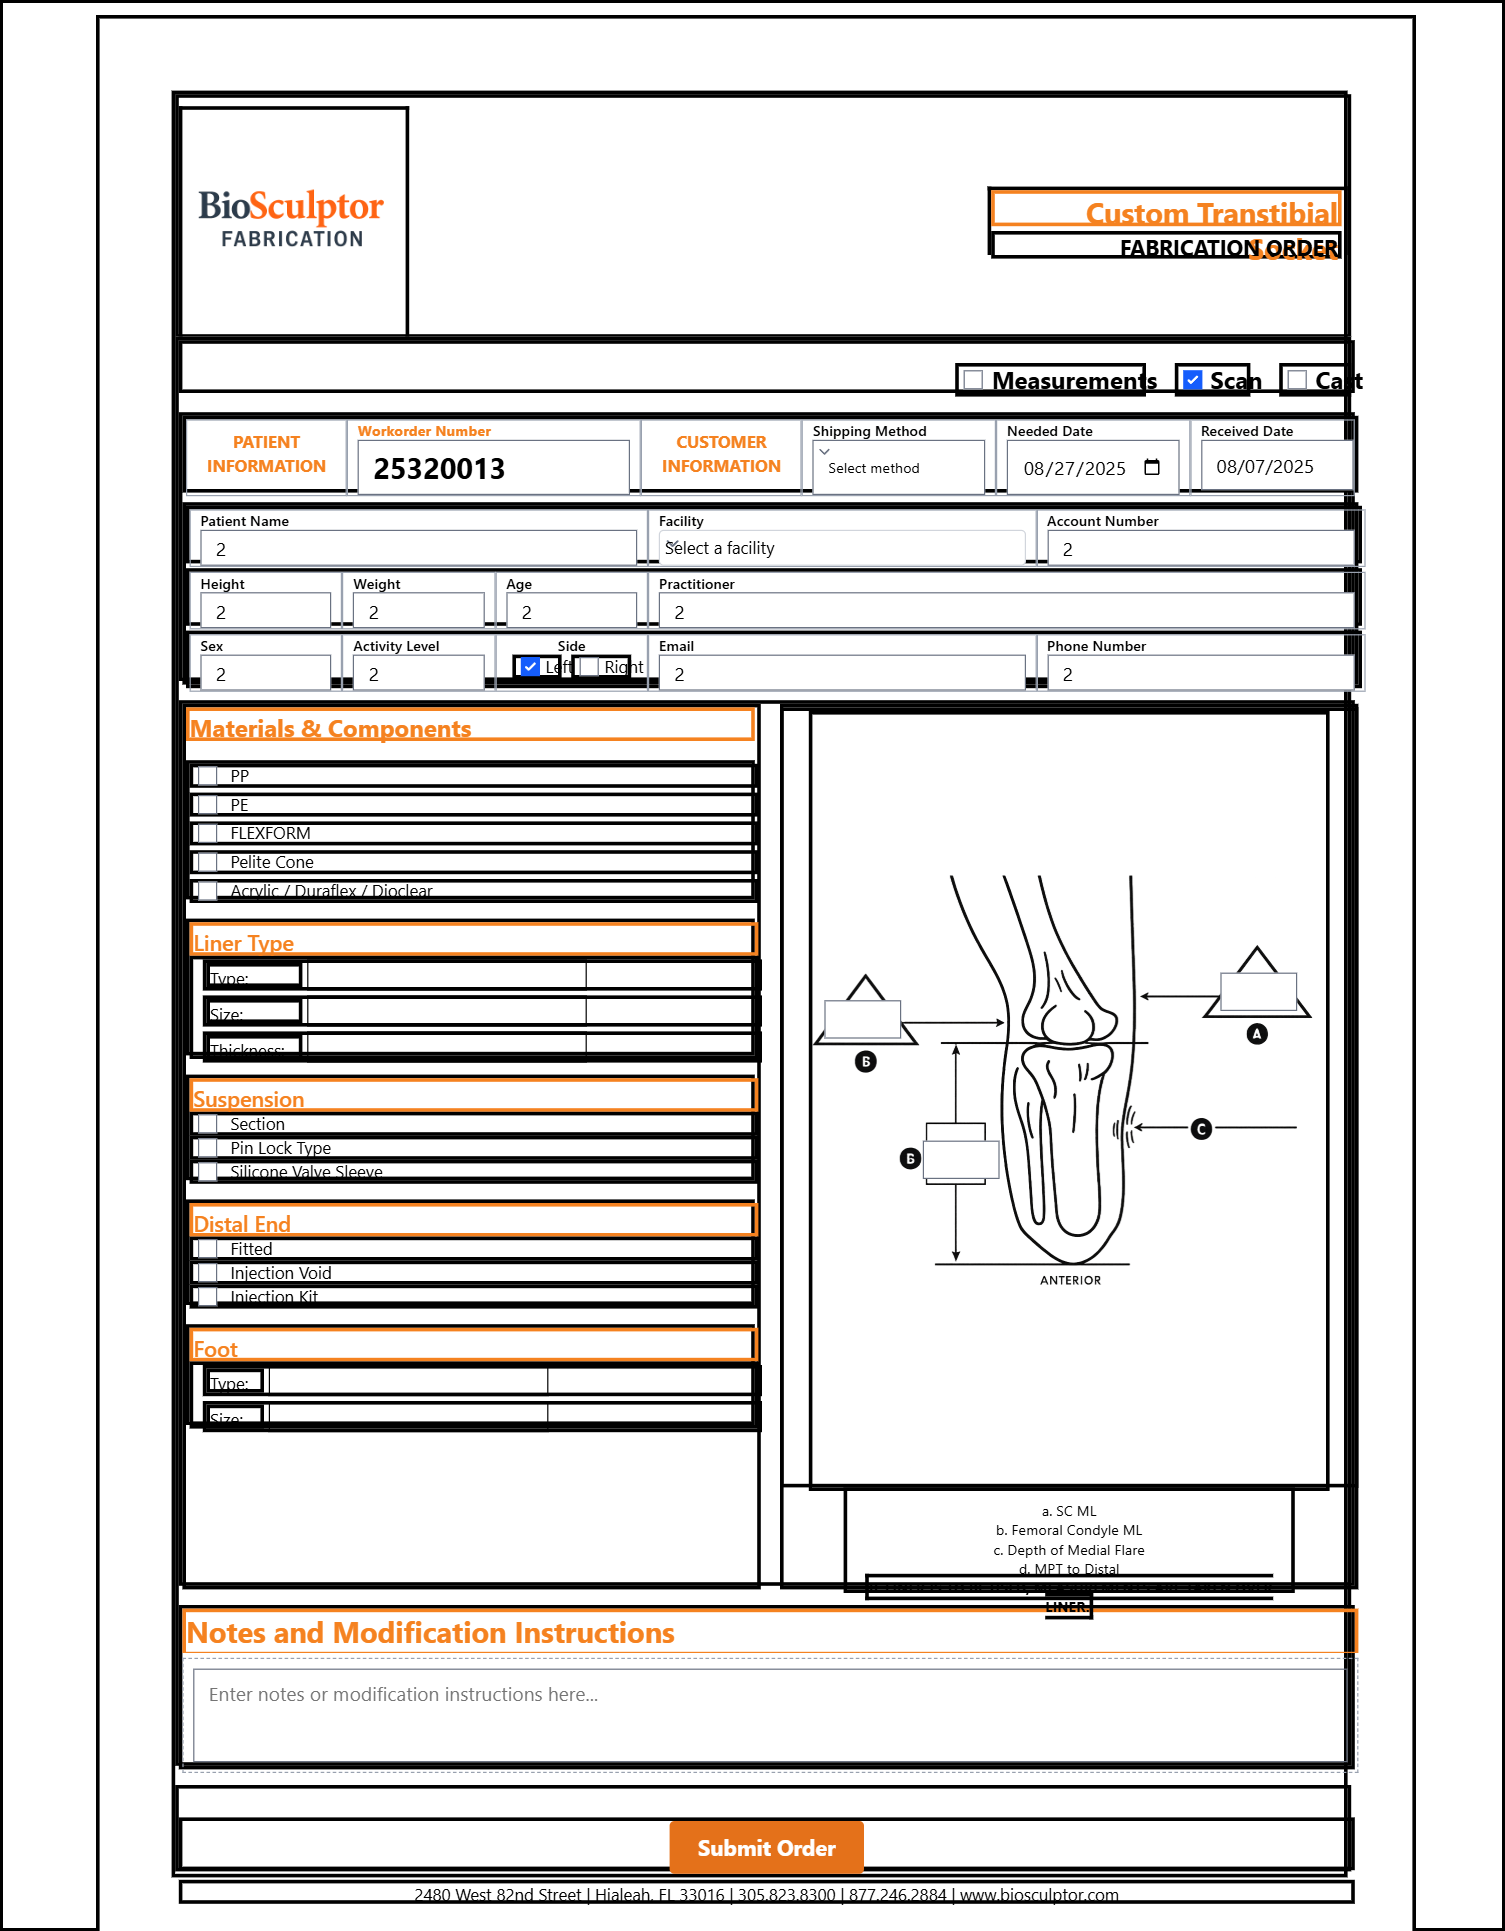 BioSculptor
FABRICATION
Custom Transtibial
Socket
FABRICATION ORDER
Measurements Scan Cast
PATIENT INFORMATION
Workorder Number
25320013
CUSTOMER INFORMATION
Shipping Method
Select method
Needed Date
08/27/2025
Received Date
08/07/2025
Patient Name
2
Facility
Select a facility
Account Number
2
Height
2
Weight
2
Age
2
Practitioner
2
Sex
2
Activity Level
2
Side
Left Right
Email
2
Phone Number
2
Materials & Components
PP
PE
FLEXFORM
Pelite Cone
Acrylic / Duraflex / Dioclear
Liner Type
Type:
Size:
Thickness:
Suspension
Section
Pin Lock Type
Silicone Valve Sleeve
Distal End
Fitted
Injection Void
Injection Kit
Foot
Type:
Size:
A
B
C
ANTERIOR
a. SC ML
b. Femoral Condyle ML
c. Depth of Medial Flare
d. MPT to Distal
LINER.
Notes and Modification Instructions
Enter notes or modification instructions here...
Submit Order
2480 West 82nd Street | Hialeah, FL 33016 | 305.823.8300 | 877.246.2884 | www.biosculptor.com